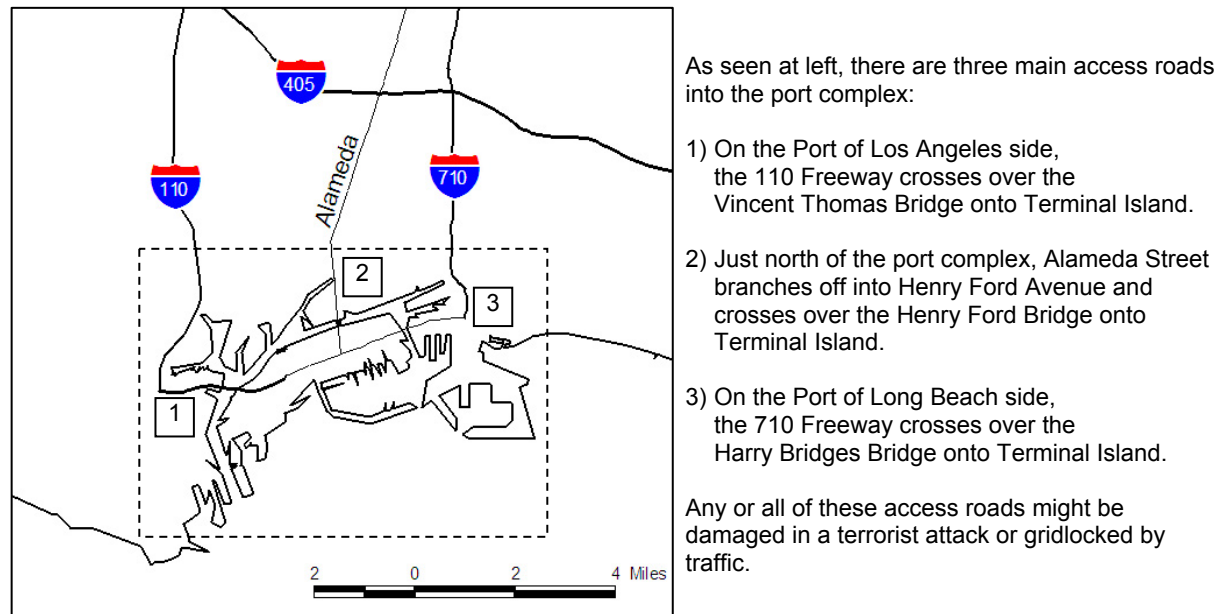 405
110
Alameda
710
2
3
1
2 0 2 4 Miles
As seen at left, there are three main access roads
into the port complex:
1) On the Port of Los Angeles side,
the 110 Freeway crosses over the
Vincent Thomas Bridge onto Terminal Island.
2) Just north of the port complex, Alameda Street
branches off into Henry Ford Avenue and
crosses over the Henry Ford Bridge onto
Terminal Island.
3) On the Port of Long Beach side,
the 710 Freeway crosses over the
Harry Bridges Bridge onto Terminal Island.
Any or all of these access roads might be
damaged in a terrorist attack or gridlocked by
traffic.